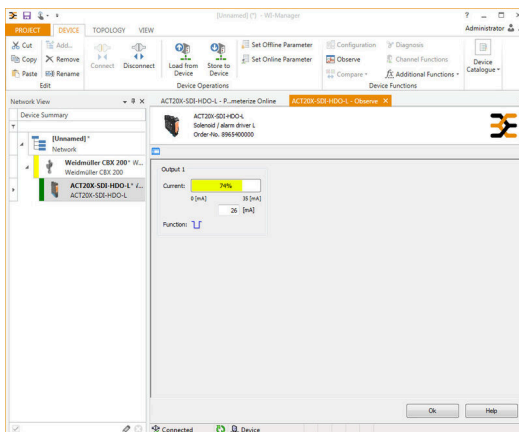 [Unnamed] (*) - WI-Manager
PROJECT DEVICE TOPOLOGY VIEW
Administrator
Cut Add...
Copy Remove
Paste Rename
Connect Disconnect
Load from Device
Store to Device
Set Offline Parameter
Set Online Parameter
Configuration Diagnosis
Observe Channel Functions
Compare Additional Functions
Device Catalogue
Edit Device Operations Device Functions
Network View
Device Summary
[Unnamed]*
Network
Weidmüller CBX 200* W...
Weidmüller CBX 200
ACT20X-SDI-HDO-L*
ACT20X-SDI-HDO-L
ACT20X-SDI-HDO-L - P...meterize Online ACT20X-SDI-HDO-L - Observe
ACT20X-SDI-HDO-L
Solenoid / alarm driver L
Order-No. 8965400000
Output 1
Current: 74%
0 [mA] 35 [mA]
26 [mA]
Function:
Ok Help
Connected Device